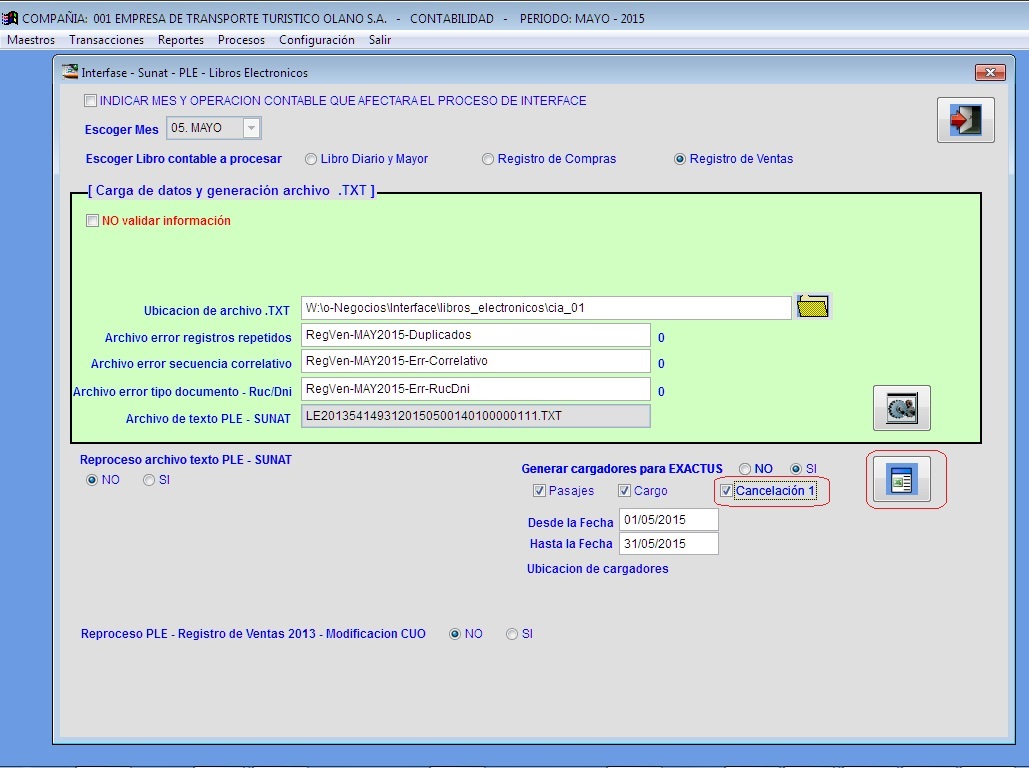 COMPAÑIA: 001 EMPRESA DE TRANSPORTE TURISTICO OLANO S.A. - CONTABILIDAD - PERIODO: MAYO - 2015
Maestros Transacciones Reportes Procesos Configuración Salir
Interfase - Sunat - PLE - Libros Electronicos
INDICAR MES Y OPERACION CONTABLE QUE AFECTARA EL PROCESO DE INTERFACE
Escoger Mes 05. MAYO
Escoger Libro contable a procesar Libro Diario y Mayor Registro de Compras Registro de Ventas
[ Carga de datos y generación archivo .TXT ]
NO validar información
Ubicacion de archivo .TXT W:\o-Negocios\Interface\libros_electronicos\cia_01
Archivo error registros repetidos RegVen-MAY2015-Duplicados 0
Archivo error secuencia correlativo RegVen-MAY2015-Err-Correlativo 0
Archivo error tipo documento - Ruc/Dni RegVen-MAY2015-Err-RucDni 0
Archivo de texto PLE - SUNAT LE2013541493120150500140100000111.TXT
Reproceso archivo texto PLE - SUNAT
NO SI
Generar cargadores para EXACTUS NO SI
Pasajes Cargo Cancelación 1
Desde la Fecha 01/05/2015
Hasta la Fecha 31/05/2015
Ubicacion de cargadores
Reproceso PLE - Registro de Ventas 2013 - Modificacion CUO NO SI